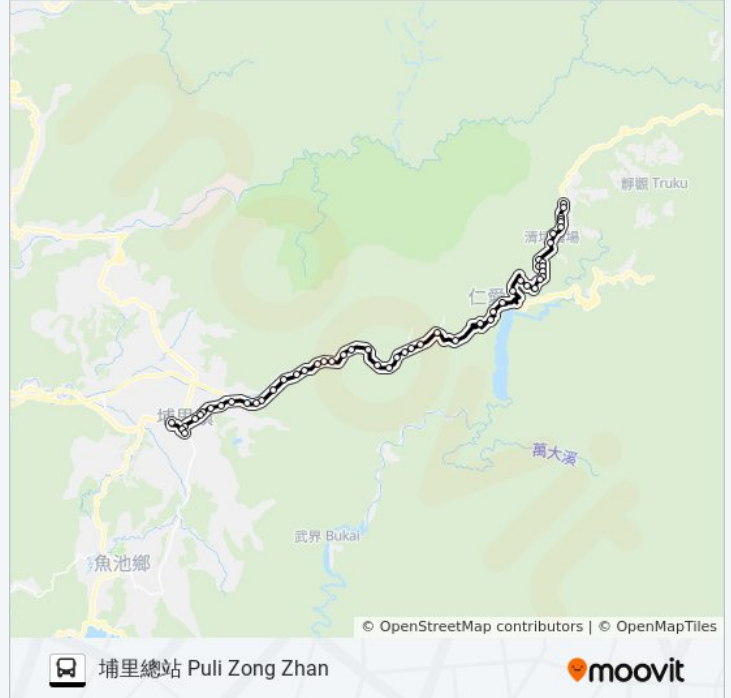 moovit
靜觀 Truku
清境農場
仁愛
埔里鎮
萬大溪
武界 Bukai
魚池鄉
© OpenStreetMap contributors | © OpenMapTiles
埔里總站 Puli Zong Zhan
moovit